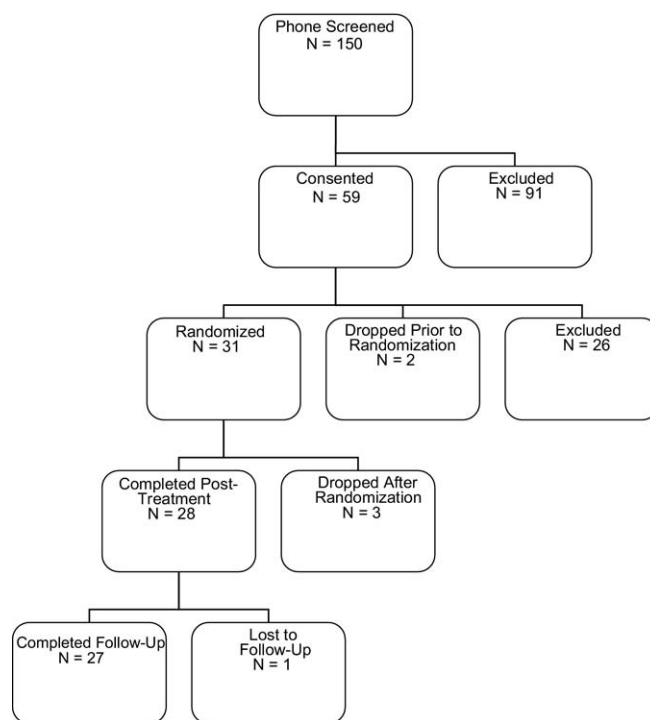 Phone Screened
N = 150
Consented
N = 59
Excluded
N = 91
Randomized
N = 31
Dropped Prior to
Randomization
N = 2
Excluded
N = 26
Completed Post-
Treatment
N = 28
Dropped After
Randomization
N = 3
Completed Follow-Up
N = 27
Lost to
Follow-Up
N = 1